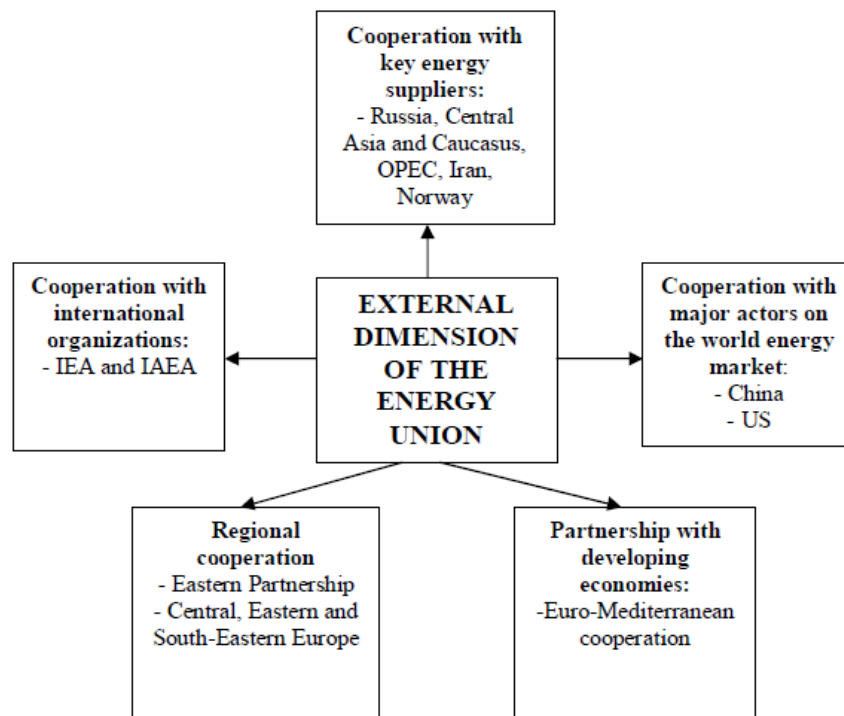 Cooperation with
key energy
suppliers:
- Russia, Central
Asia and Caucasus,
OPEC, Iran,
Norway
Cooperation with
international
organizations:
- IEA and IAEA
EXTERNAL
DIMENSION
OF THE
ENERGY
UNION
Cooperation with
major actors on
the world energy
market:
- China
- US
Regional
cooperation
- Eastern Partnership
- Central, Eastern and
South-Eastern Europe
Partnership with
developing
economies:
-Euro-Mediterranean
cooperation